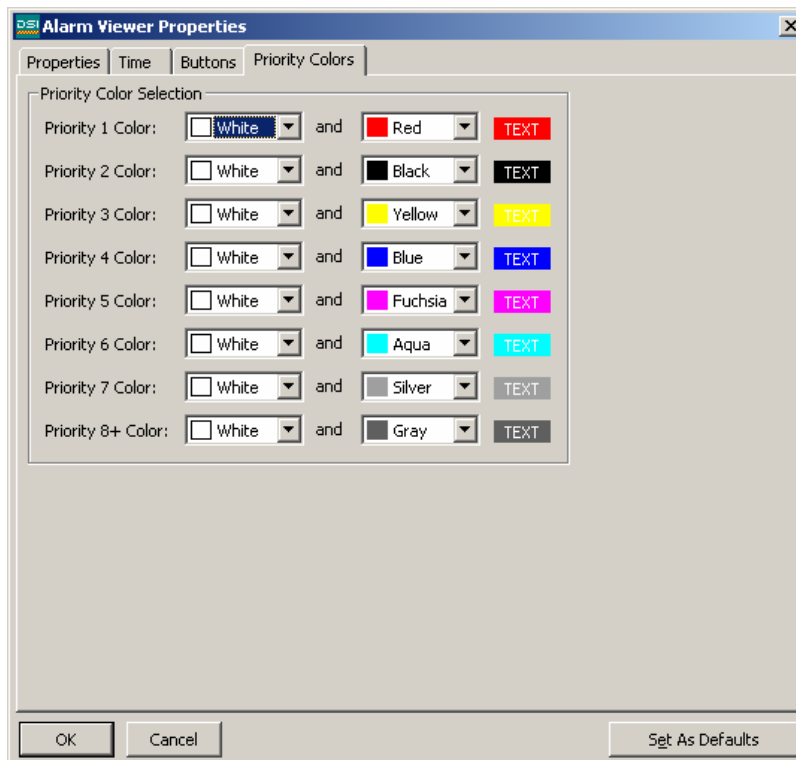 DSI Alarm Viewer Properties
Properties Time Buttons Priority Colors
Priority Color Selection
Priority 1 Color: White and Red TEXT
Priority 2 Color: White and Black TEXT
Priority 3 Color: White and Yellow TEXT
Priority 4 Color: White and Blue TEXT
Priority 5 Color: White and Fuchsia TEXT
Priority 6 Color: White and Aqua TEXT
Priority 7 Color: White and Silver TEXT
Priority 8+ Color: White and Gray TEXT
OK Cancel Set As Defaults